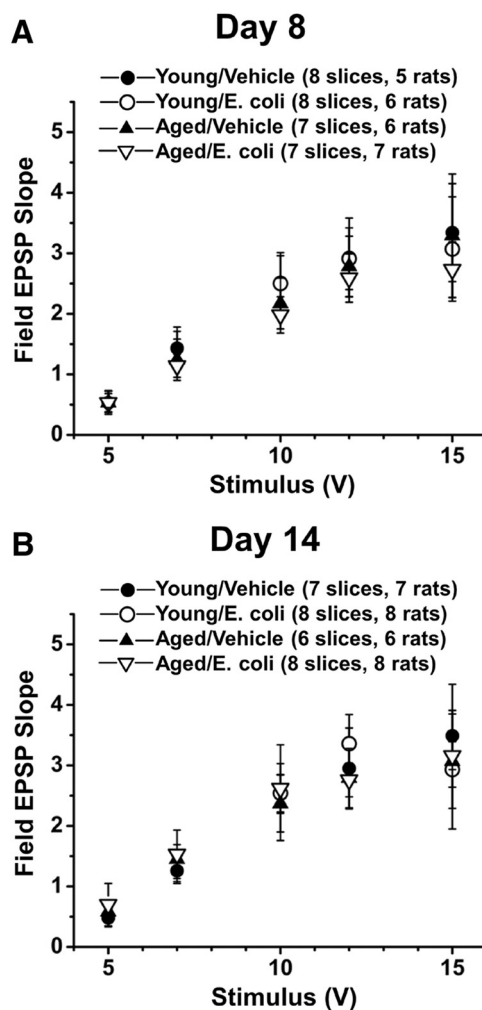 A
Day 8
Young/Vehicle (8 slices, 5 rats)
Young/E. coli (8 slices, 6 rats)
Aged/Vehicle (7 slices, 6 rats)
Aged/E. coli (7 slices, 7 rats)
Field EPSP Slope
5
4
3
2
1
0
5
10
15
Stimulus (V)
B
Day 14
Young/Vehicle (7 slices, 7 rats)
Young/E. coli (8 slices, 8 rats)
Aged/Vehicle (6 slices, 6 rats)
Aged/E. coli (8 slices, 8 rats)
Field EPSP Slope
5
4
3
2
1
0
5
10
15
Stimulus (V)